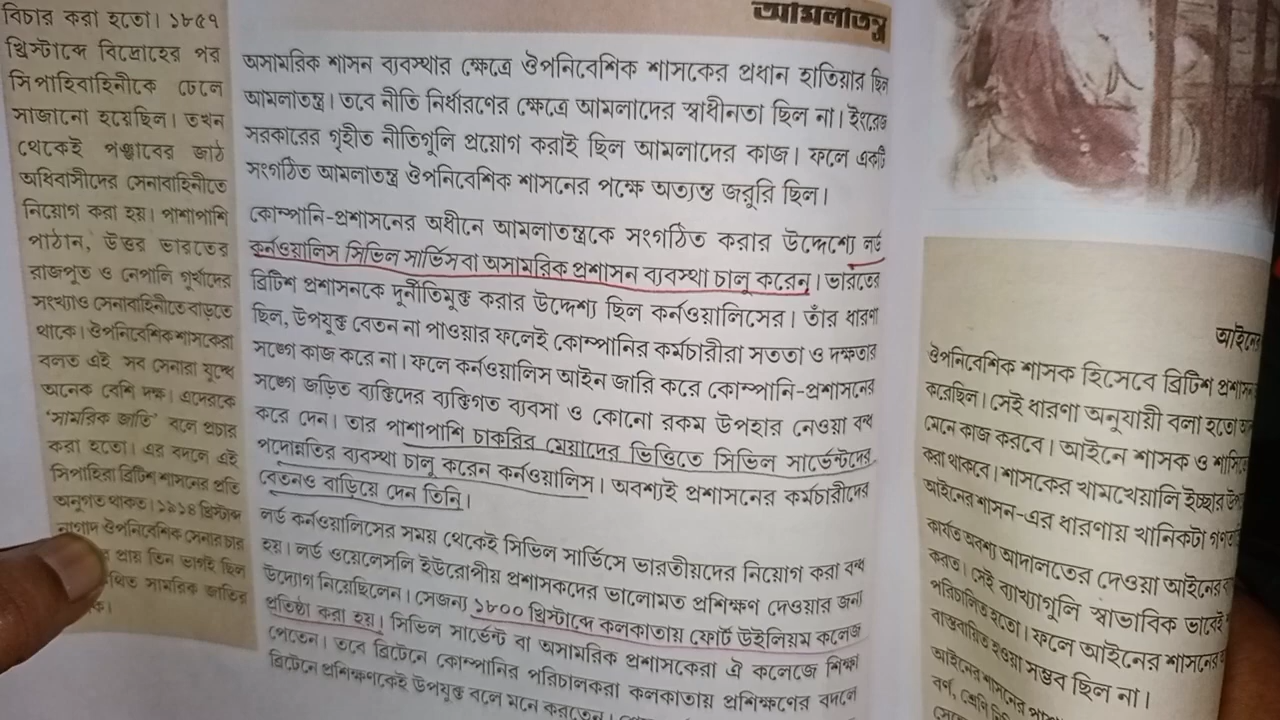 বিচার করা হতো। ১৮৫৭
খ্রিস্টাব্দে বিদ্রোহের পর
সিপাহিবাহিনীকে ঢেলে
সাজানো হয়েছিল। তখন
থেকেই পঞ্জাবের জাঠ
অধিবাসীদের সেনাবাহিনীতে
নিয়োগ করা হয়। পাশাপাশি
পাঠান, উত্তর ভারতের
রাজপুত ও নেপালি গুর্খাদের
সংখ্যাও সেনাবাহিনীতে বাড়তে
থাকে। ঔপনিবেশিক শাসকেরা
বলত এই সব সেনারা যুদ্ধে
অনেক বেশি দক্ষ। এদেরকে
‘সামরিক জাতি’ বলে প্রচার
করা হতো। এর বদলে এই
সিপাহিরা ব্রিটিশ শাসনের প্রতি
অনুগত থাকত। ১৯১৪ খ্রিস্টাব্দ
নাগাদ ঔপনিবেশিক সেনার চার
প্রায় তিন ভাগই ছিল
সামরিক জাতির
আমলাতন্ত্র
অসামরিক শাসন ব্যবস্থার ক্ষেত্রে ঔপনিবেশিক শাসকের প্রধান হাতিয়ার ছিল
আমলাতন্ত্র। তবে নীতি নির্ধারণের ক্ষেত্রে আমলাদের স্বাধীনতা ছিল না। ইংরেজ
সরকারের গৃহীত নীতিগুলি প্রয়োগ করাই ছিল আমলাদের কাজ। ফলে একটি
সংগঠিত আমলাতন্ত্র ঔপনিবেশিক শাসনের পক্ষে অত্যন্ত জরুরি ছিল।
কোম্পানি-প্রশাসনের অধীনে আমলাতন্ত্রকে সংগঠিত করার উদ্দেশ্যে লর্ড
কর্নওয়ালিস সিভিল সার্ভিস বা অসামরিক প্রশাসন ব্যবস্থা চালু করেন। ভারতের
ব্রিটিশ প্রশাসনকে দুর্নীতিমুক্ত করার উদ্দেশ্য ছিল কর্নওয়ালিসের। তাঁর ধারণা
ছিল, উপযুক্ত বেতন না পাওয়ার ফলেই কোম্পানির কর্মচারীরা সততা ও দক্ষতার
সঙ্গে কাজ করে না। ফলে কর্নওয়ালিস আইন জারি করে কোম্পানি-প্রশাসনের
সঙ্গে জড়িত ব্যক্তিদের ব্যক্তিগত ব্যবসা ও কোনো রকম উপহার নেওয়া বন্ধ
করে দেন। তার পাশাপাশি চাকরির মেয়াদের ভিত্তিতে সিভিল সার্ভেন্টদের
পদোন্নতির ব্যবস্থা চালু করেন কর্নওয়ালিস। অবশ্যই প্রশাসনের কর্মচারীদের
বেতনও বাড়িয়ে দেন তিনি।
লর্ড কর্নওয়ালিসের সময় থেকেই সিভিল সার্ভিসে ভারতীয়দের নিয়োগ করা বন্ধ
হয়। লর্ড ওয়েলেসলি ইউরোপীয় প্রশাসকদের ভালোমত প্রশিক্ষণ দেওয়ার জন্য
উদ্যোগ নিয়েছিলেন। সেজন্য ১৮০০ খ্রিস্টাব্দে কলকাতায় ফোর্ট উইলিয়ম কলেজ
প্রতিষ্ঠা করা হয়। সিভিল সার্ভেন্ট বা অসামরিক প্রশাসকেরা ঐ কলেজে শিক্ষা
পেতেন। তবে ব্রিটেনে কোম্পানির পরিচালকরা কলকাতায় প্রশিক্ষণের বদলে
ব্রিটেনে প্রশিক্ষণকেই উপযুক্ত বলে মনে করতেন।
আইনের
ঔপনিবেশিক শাসক হিসেবে ব্রিটিশ প্রশাসন
করেছিল। সেই ধারণা অনুযায়ী বলা হতো
মেনে কাজ করবে। আইনে শাসক ও শাসিতে
করা থাকবে। শাসকের খামখেয়ালি ইচ্ছার
আইনের শাসন-এর ধারণায় খানিকটা
কার্যত অবশ্য আদালতের দেওয়া আইনের
করত। সেই ব্যাখ্যাগুলি স্বাভাবিক ভাবেই
পরিচালিত হতো। ফলে আইনের শাসনের
বাস্তবায়িত হওয়া সম্ভব ছিল না।
আইনের শাসনের
বর্ণ, শ্রেণি